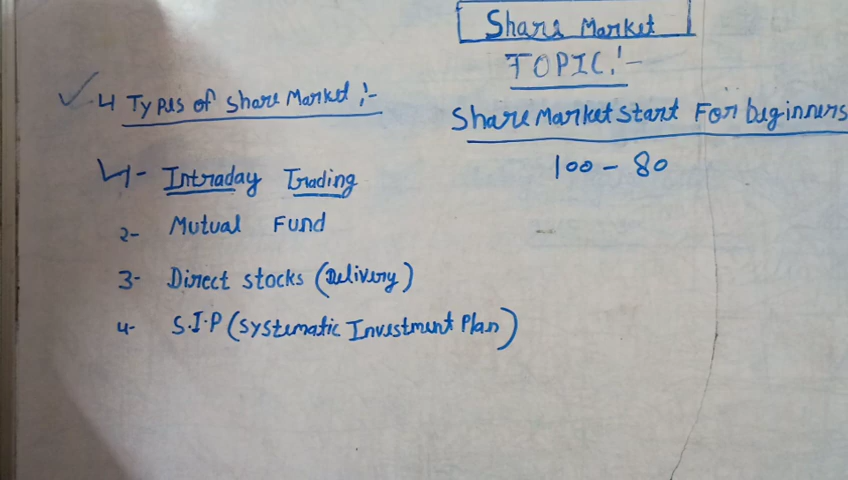 Share Market
TOPIC:-
Share Market Start For beginners
100 - 80
4 Types of Share Market :-
1- Intraday Trading
2- Mutual Fund
3- Direct stocks (Delivery)
4- S.I.P (Systematic Investment Plan)